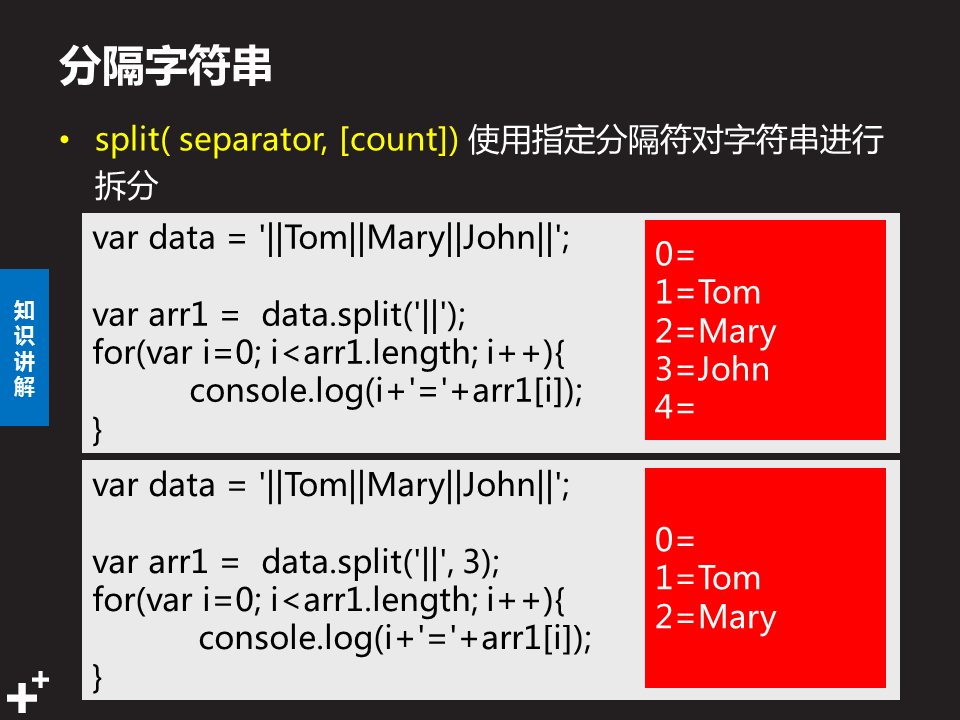 分隔字符串
• split( separator, [count]) 使用指定分隔符对字符串进行
拆分
var data = '||Tom||Mary||John||';
var arr1 =  data.split('||');
for(var i=0; i<arr1.length; i++){
console.log(i+'='+arr1[i]);
}
0=
1=Tom
2=Mary
3=John
4=
知
识
讲
解
var data = '||Tom||Mary||John||';
var arr1 =  data.split('||', 3);
for(var i=0; i<arr1.length; i++){
console.log(i+'='+arr1[i]);
}
0=
1=Tom
2=Mary